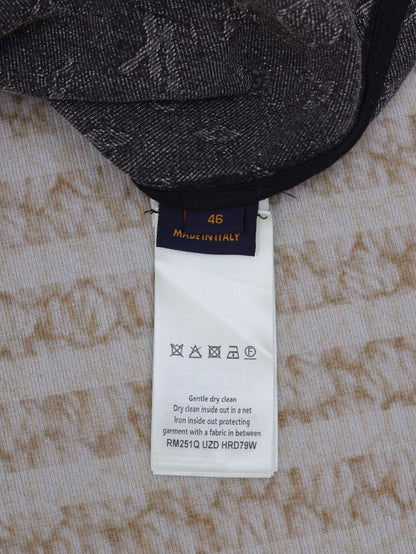 46
MADE IN ITALY
Gentle dry clean
Dry clean inside out in a net
Iron inside out protecting
garment with a fabric in between
RM251Q UZD HRD79W